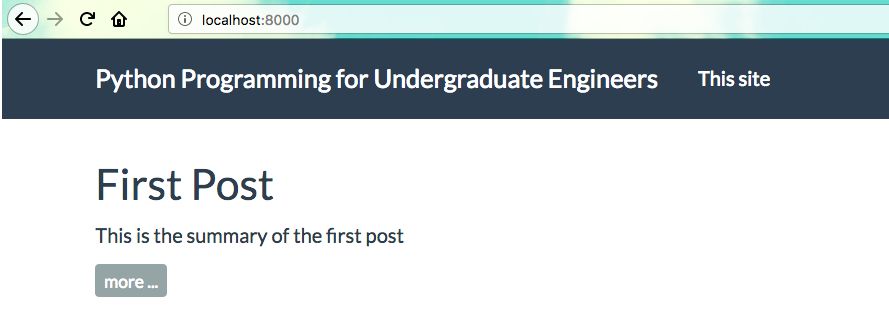 localhost:8000
Python Programming for Undergraduate Engineers This site
First Post
This is the summary of the first post
more ...